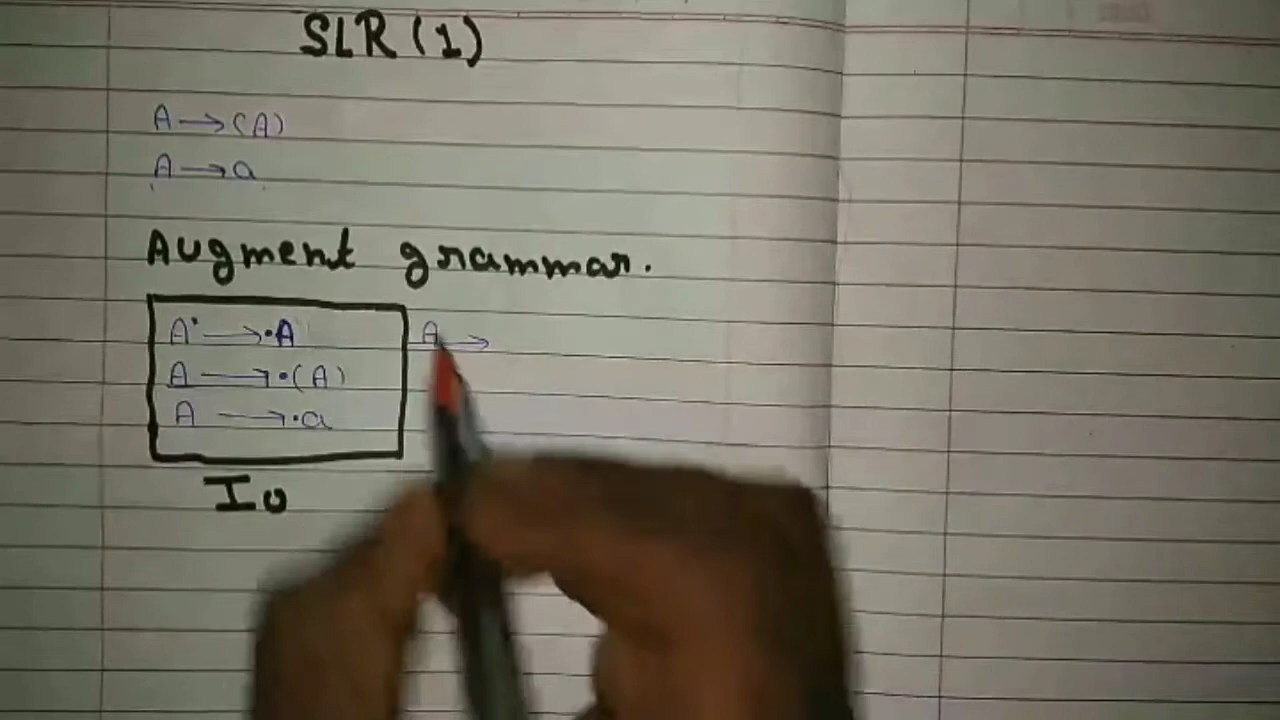 SLR (1)
A → (A)
A → a
Augment grammar.
A' → •A
A →
A → •(A)
A → •a
I0